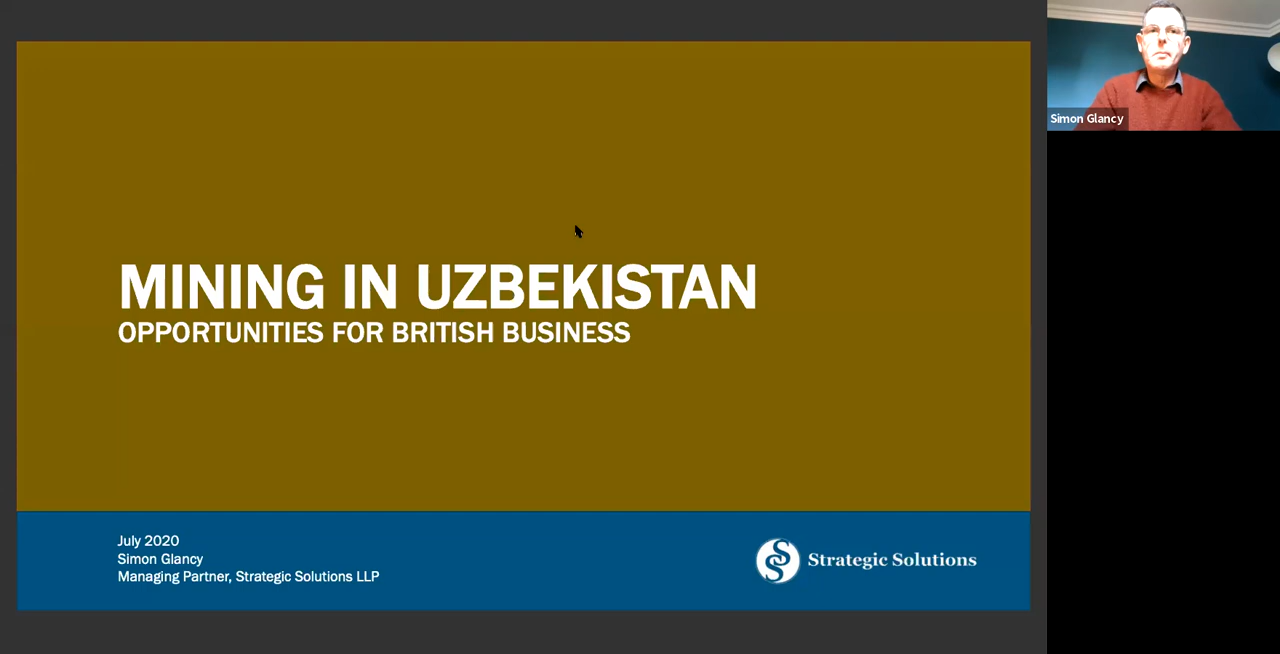 MINING IN UZBEKISTAN
OPPORTUNITIES FOR BRITISH BUSINESS
July 2020
Simon Glancy
Managing Partner, Strategic Solutions LLP
Strategic Solutions
Simon Glancy